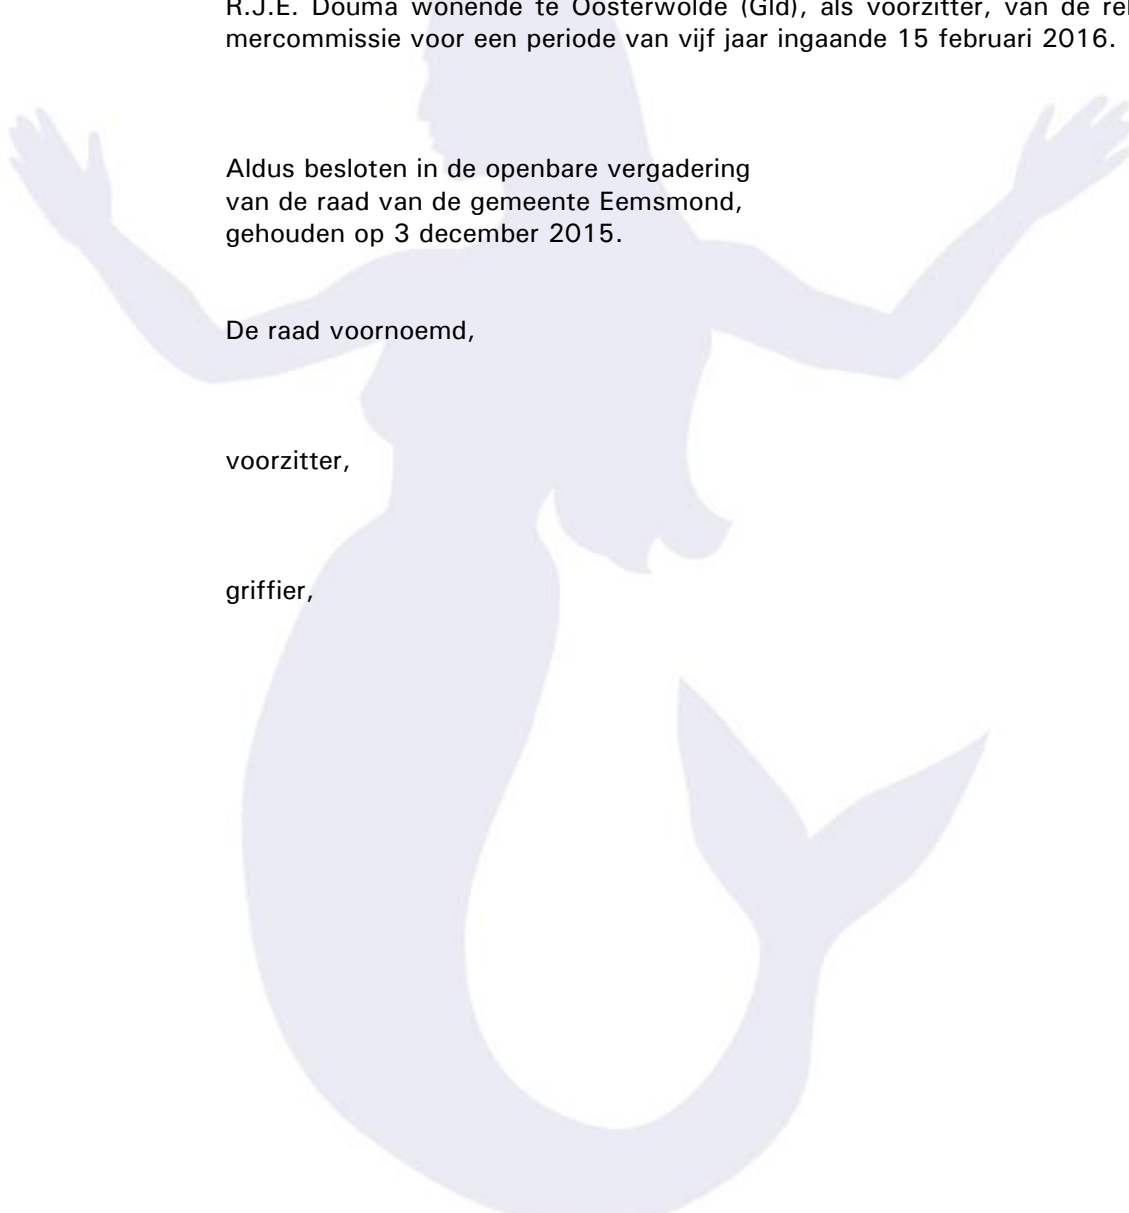 R.J.E. Douma wonende te Oosterwolde (Gld), als voorzitter, van de
mercommissie voor een periode van vijf jaar ingaande 15 februari 2016.
Aldus besloten in de openbare vergadering
van de raad van de gemeente Eemsmond,
gehouden op 3 december 2015.
De raad voornoemd,
voorzitter,
griffier,